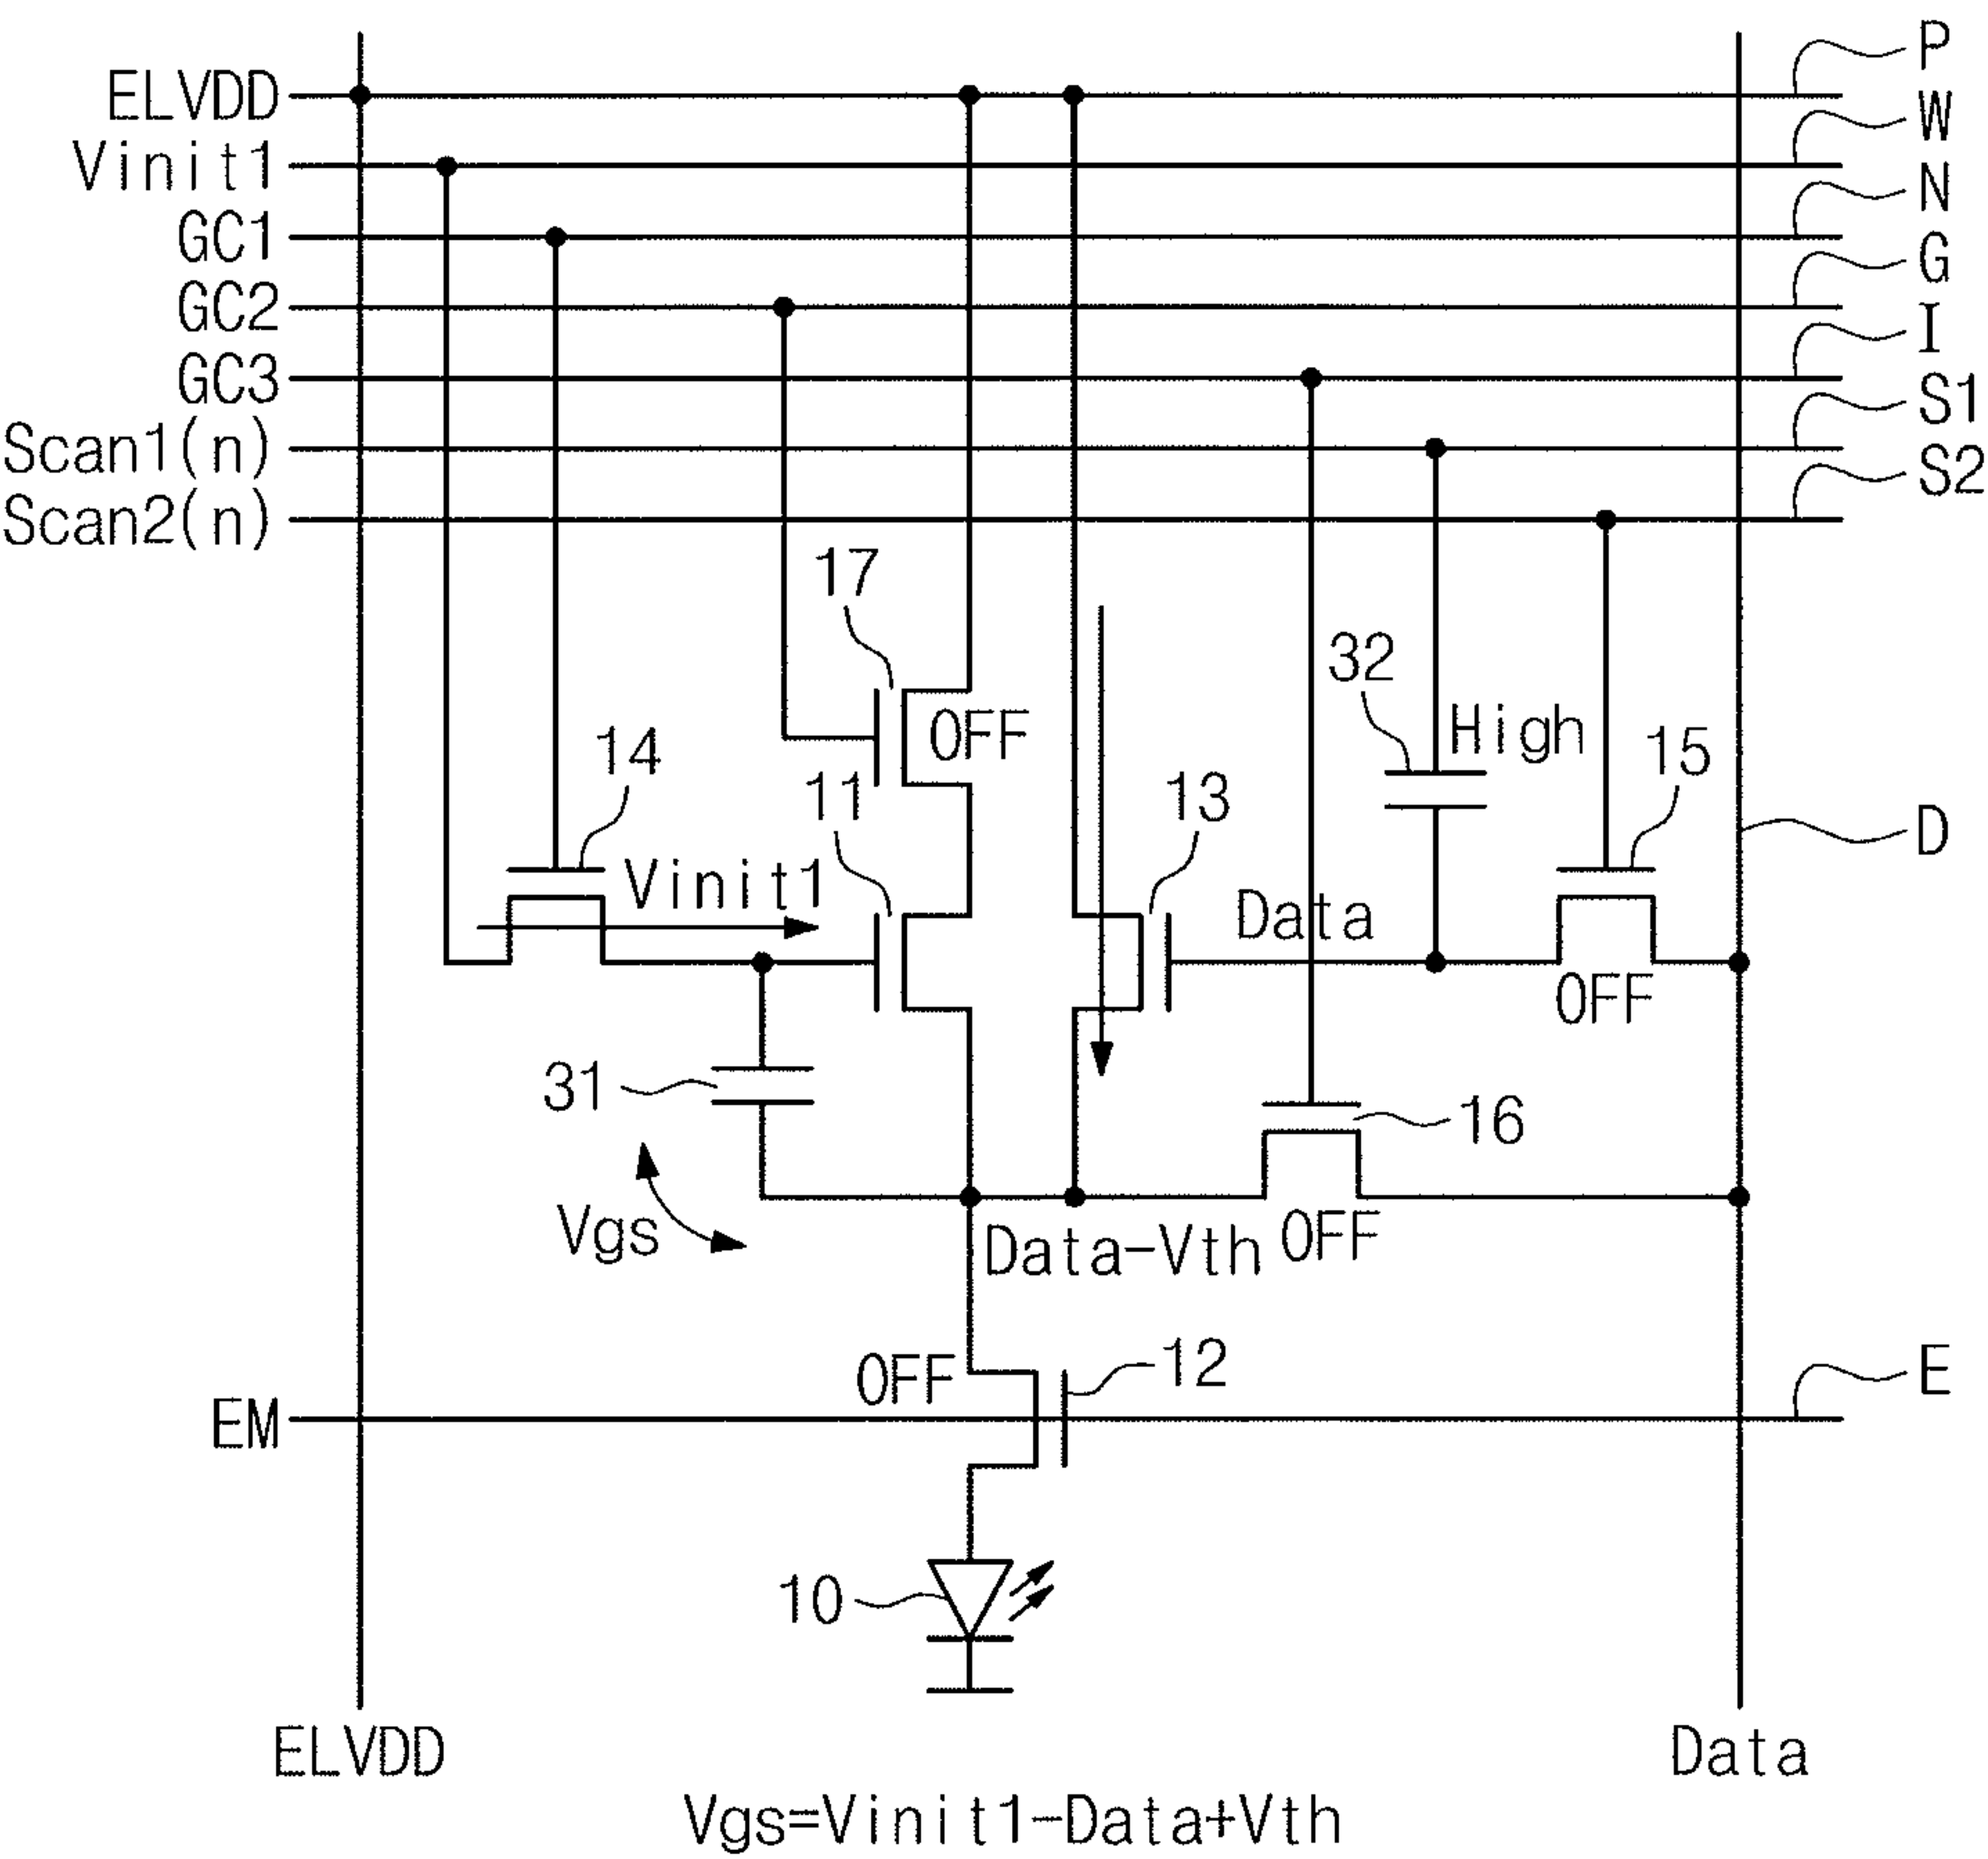 P
ELVDD
W
Vinit1
N
GC1
G
GC2
I
GC3
S1
Scan1(n)
S2
Scan2(n)
17
32
OFF
High
14
15
11
13
D
Vinit1
Data
OFF
31
16
Vgs
Data-Vth
OFF
OFF
12
E
EM
10
ELVDD
Data
Vgs=Vinit1-Data+Vth